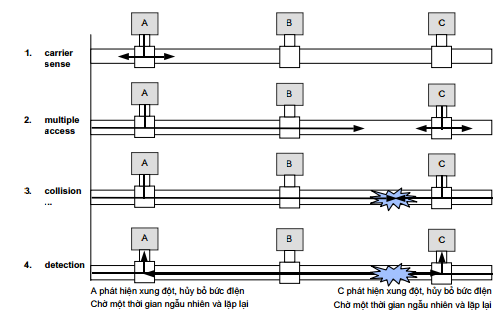 A B C
1. carrier
sense
A B C
2. multiple
access
A B C
3. collision
...
A B C
4. detection
A phát hiện xung đột, hủy bỏ bức điện C phát hiện xung đột, hủy bỏ bức điện
Chờ một thời gian ngẫu nhiên và lặp lại Chờ một thời gian ngẫu nhiên và lặp lại